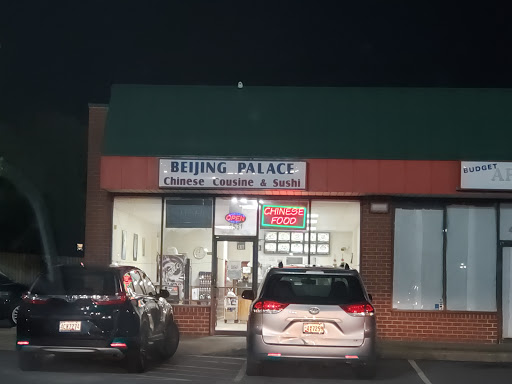 BEIJING PALACE
Chinese Cousine & Sushi
BUDGET
OPEN
CHINESE
FOOD